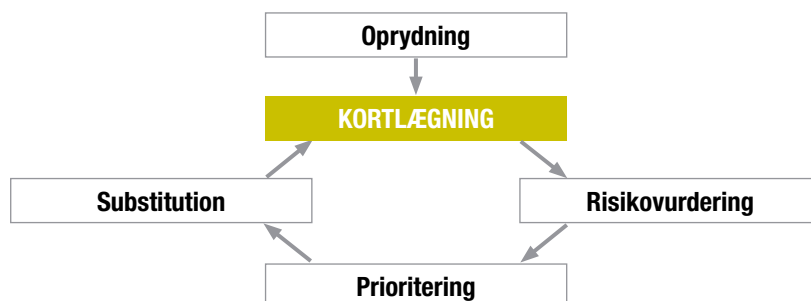 Oprydning
KORTLÆGNING
Substitution
Risikovurdering
Prioritering